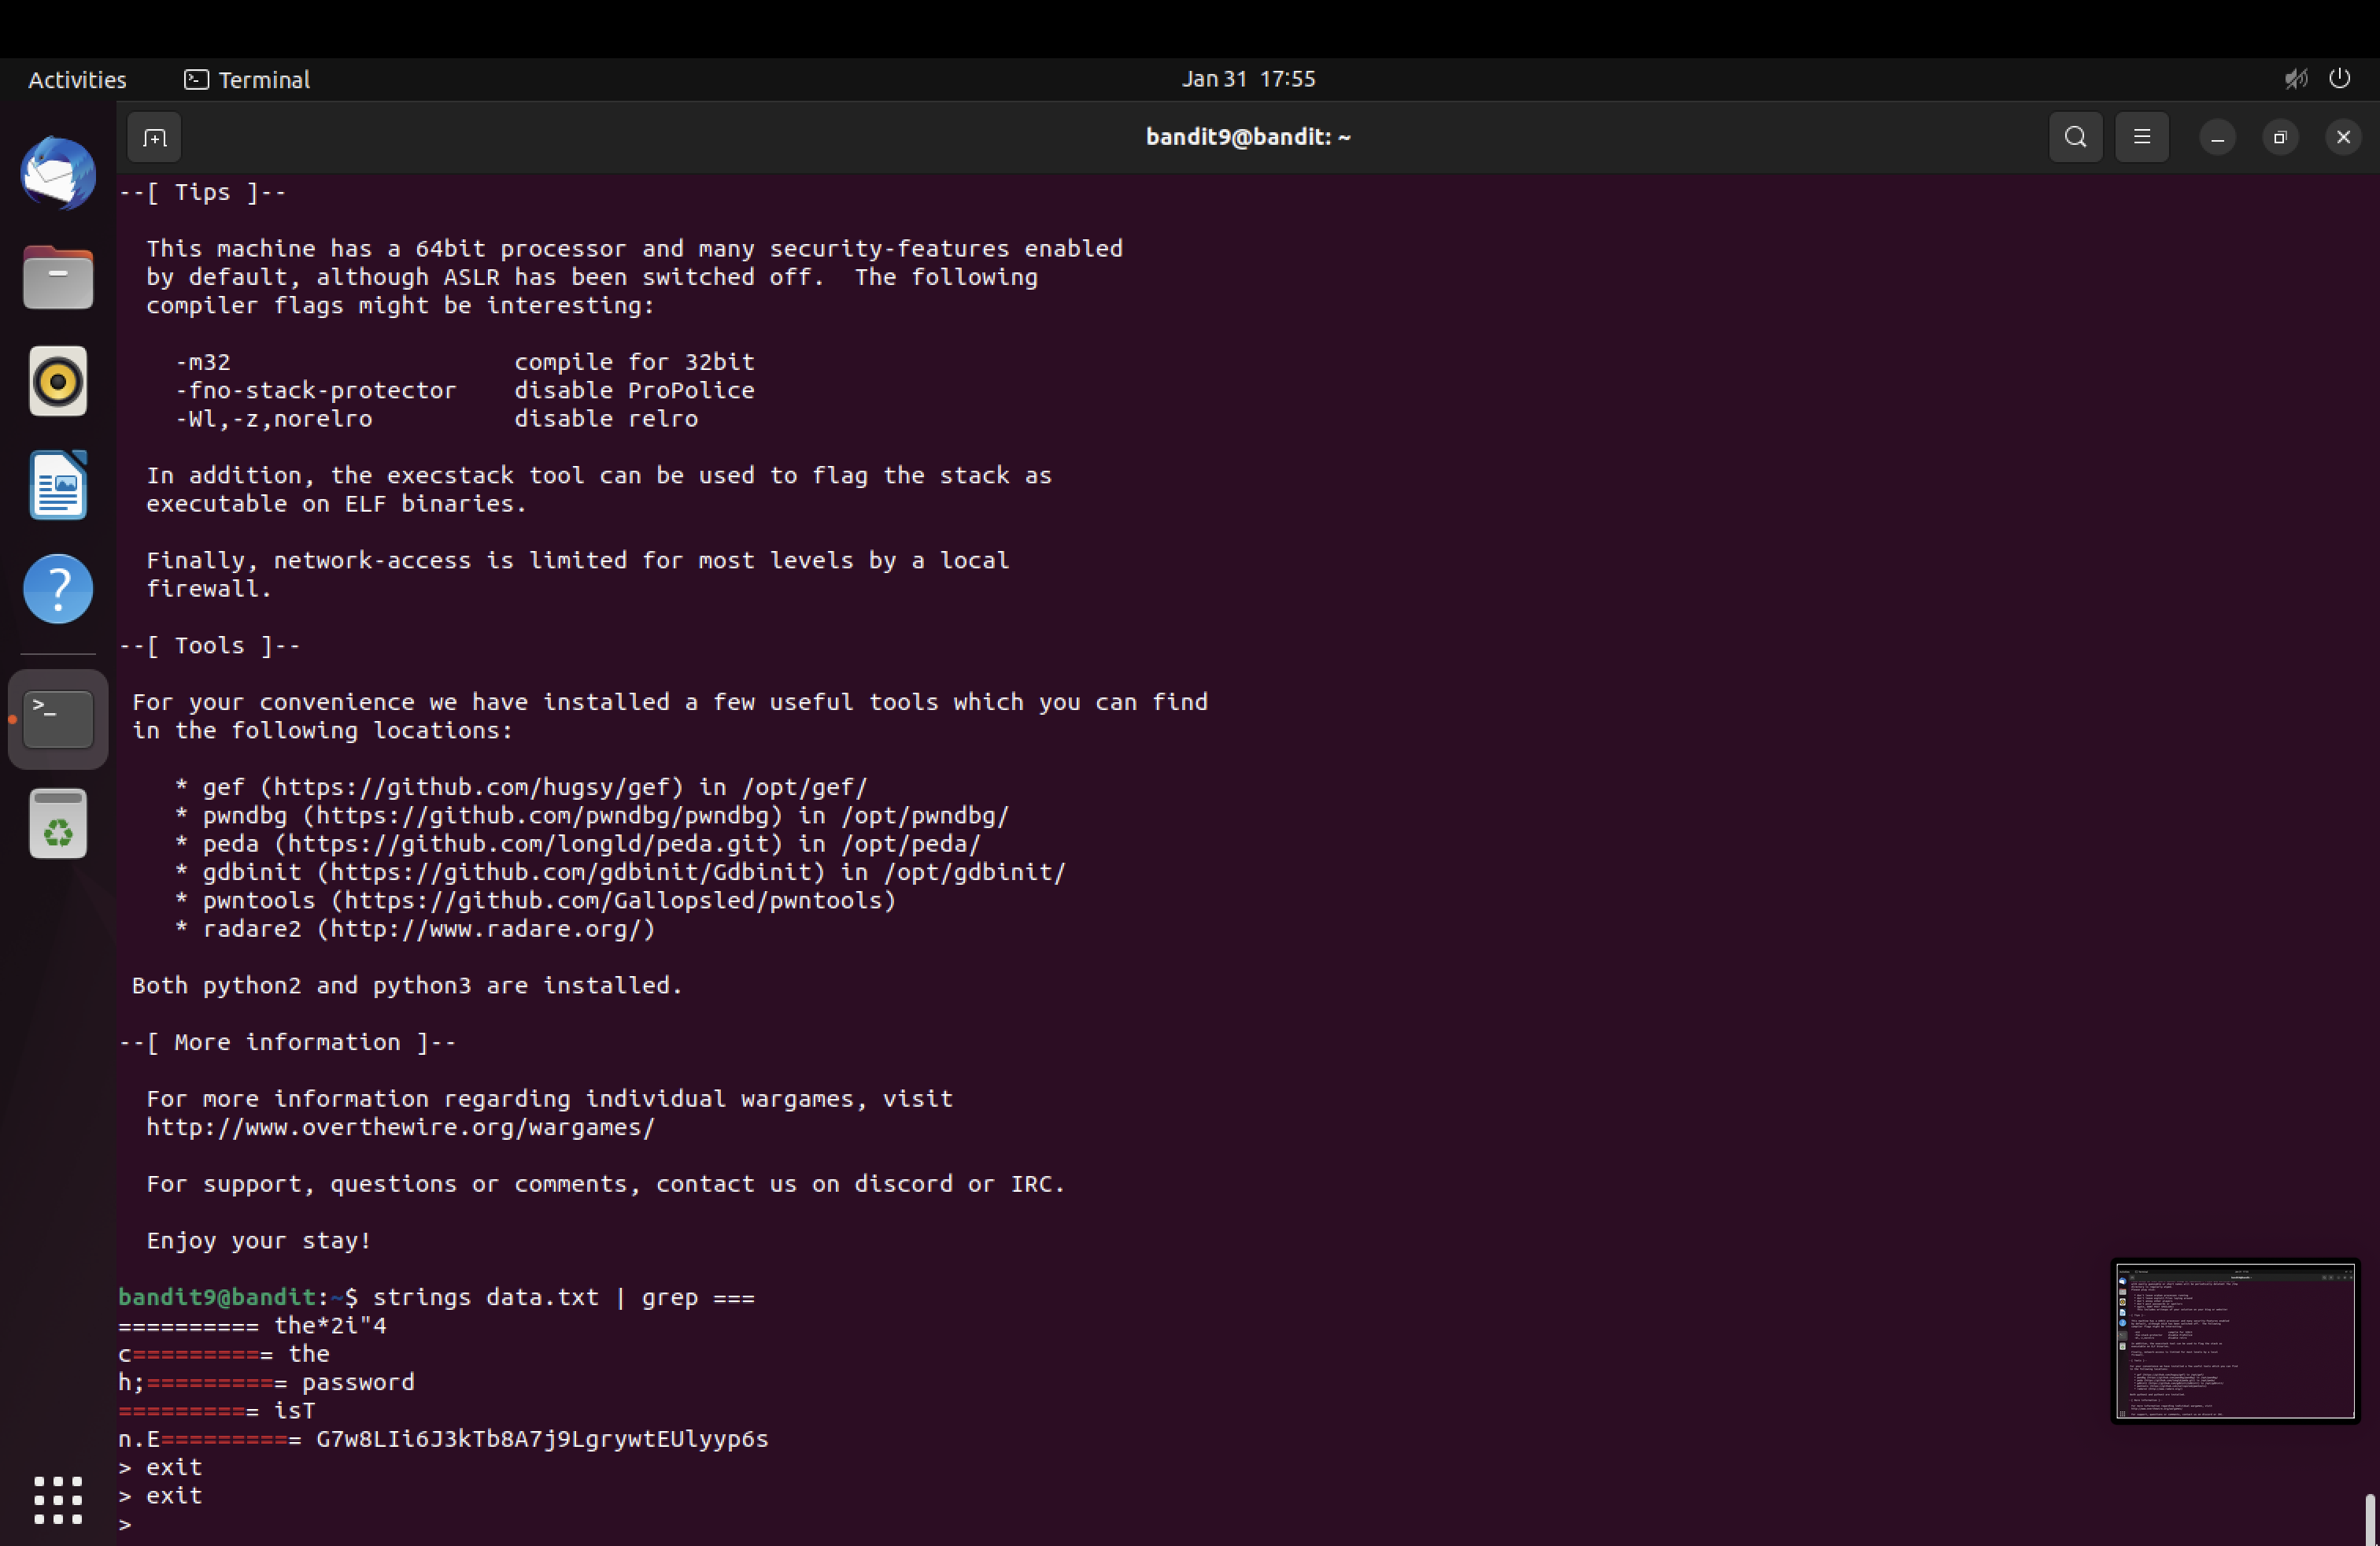 Activities Terminal Jan 31 17:55
bandit9@bandit: ~
--[ Tips ]--
This machine has a 64bit processor and many security-features enabled
by default, although ASLR has been switched off.  The following
compiler flags might be interesting:
-m32                    compile for 32bit
-fno-stack-protector    disable ProPolice
-Wl,-z,norelro          disable relro
In addition, the execstack tool can be used to flag the stack as
executable on ELF binaries.
Finally, network-access is limited for most levels by a local
firewall.
--[ Tools ]--
For your convenience we have installed a few useful tools which you can find
in the following locations:
* gef (https://github.com/hugsy/gef) in /opt/gef/
* pwndbg (https://github.com/pwndbg/pwndbg) in /opt/pwndbg/
* peda (https://github.com/longld/peda.git) in /opt/peda/
* gdbinit (https://github.com/gdbinit/Gdbinit) in /opt/gdbinit/
* pwntools (https://github.com/Gallopsled/pwntools)
* radare2 (http://www.radare.org/)
Both python2 and python3 are installed.
--[ More information ]--
For more information regarding individual wargames, visit
http://www.overthewire.org/wargames/
For support, questions or comments, contact us on discord or IRC.
Enjoy your stay!
bandit9@bandit:~$ strings data.txt | grep ===
========== the*2i"4
c========== the
h;========== password
========== isT
n.E========== G7w8LIi6J3kTb8A7j9LgrywtEUlyyp6s
> exit
> exit
>